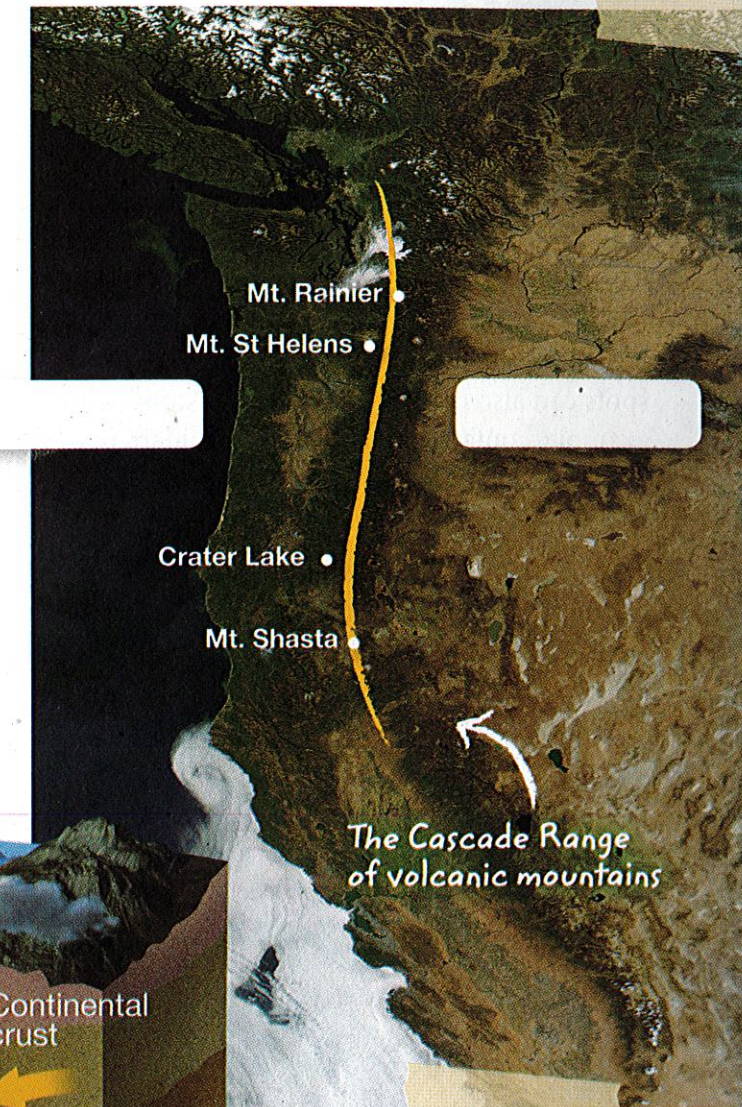 Mt. Rainier
Mt. St Helens
Crater Lake
Mt. Shasta
The Cascade Range
of volcanic mountains
Continental
crust